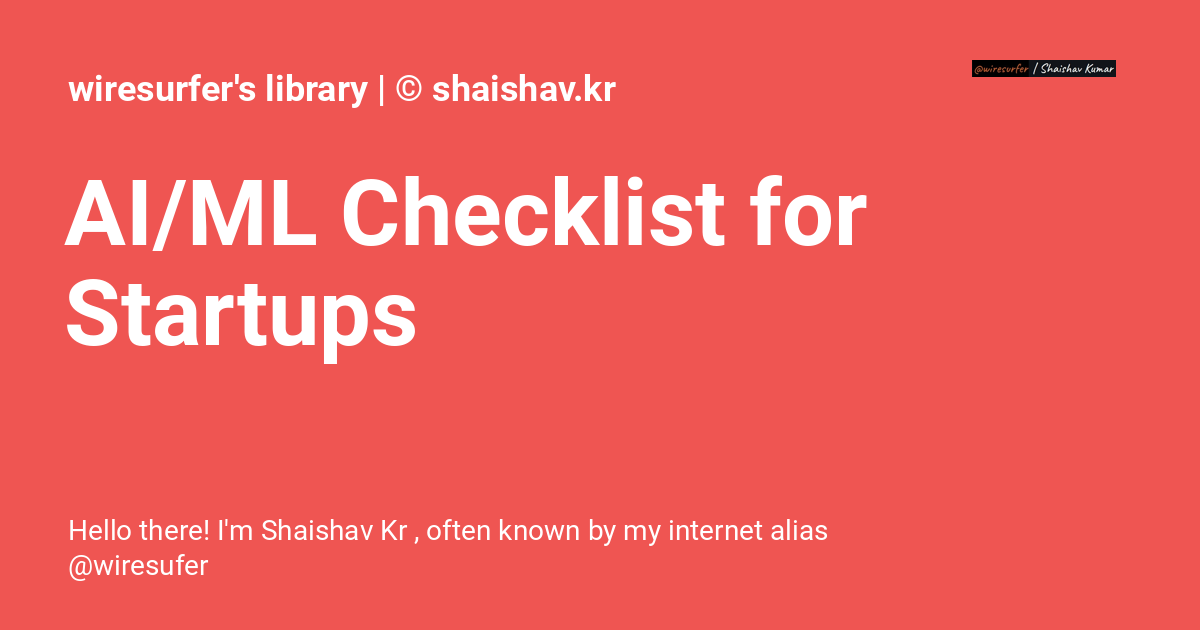 wiresurfer's library | © shaishav.kr
@wiresurfer | Shaishav Kumar
AI/ML Checklist for
Startups
Hello there! I'm Shaishav Kr , often known by my internet alias
@wiresufer